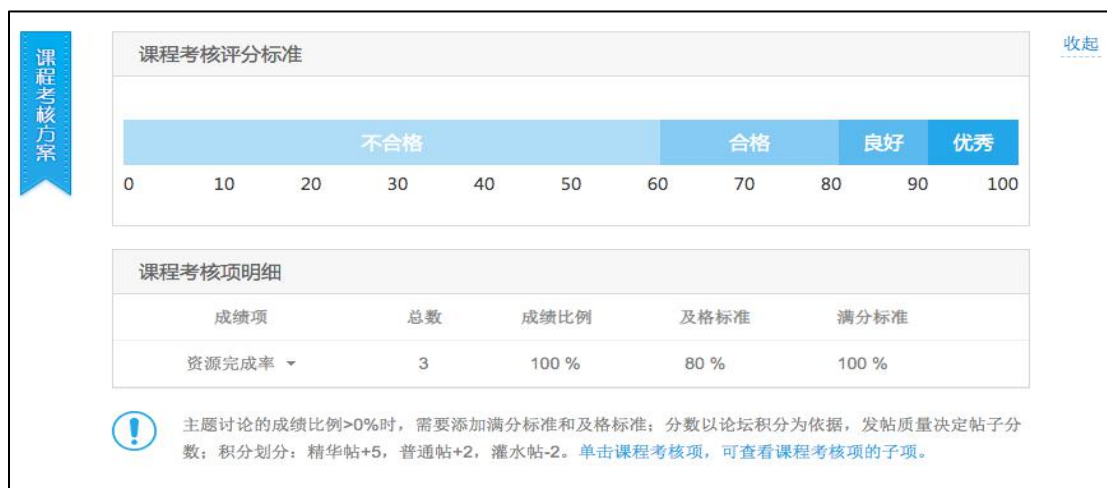 课程考核方案
收起
课程考核评分标准
不合格 合格 良好 优秀
0 10 20 30 40 50 60 70 80 90 100
课程考核项明细
成绩项 总数 成绩比例 及格标准 满分标准
资源完成率 3 100 % 80 % 100 %
主题讨论的成绩比例>0%时，需要添加满分标准和及格标准；分数以论坛积分为依据，发帖质量决定帖子分
数；积分划分：精华帖+5，普通帖+2，灌水帖-2。单击课程考核项，可查看课程考核项的子项。